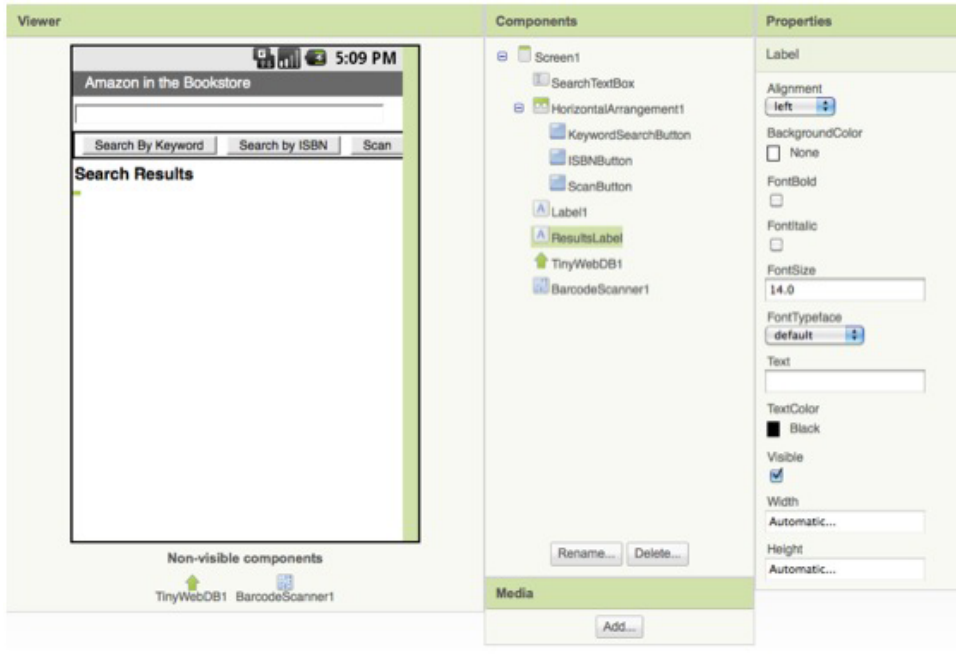 Viewer
5:09 PM
Amazon in the Bookstore
Search By Keyword Search by ISBN Scan
Search Results
Non-visible components
TinyWebDB1 BarcodeScanner1
Components
Screen1
SearchTextBox
HorizontalArrangement1
KeywordSearchButton
ISBNButton
ScanButton
A Label1
A ResultsLabel
TinyWebDB1
BarcodeScanner1
Rename... Delete...
Media
Add...
Properties
Label
Alignment
left
BackgroundColor
None
FontBold
FontItalic
FontSize
14.0
FontTypeface
default
Text
TextColor
Black
Visible
Width
Automatic...
Height
Automatic...